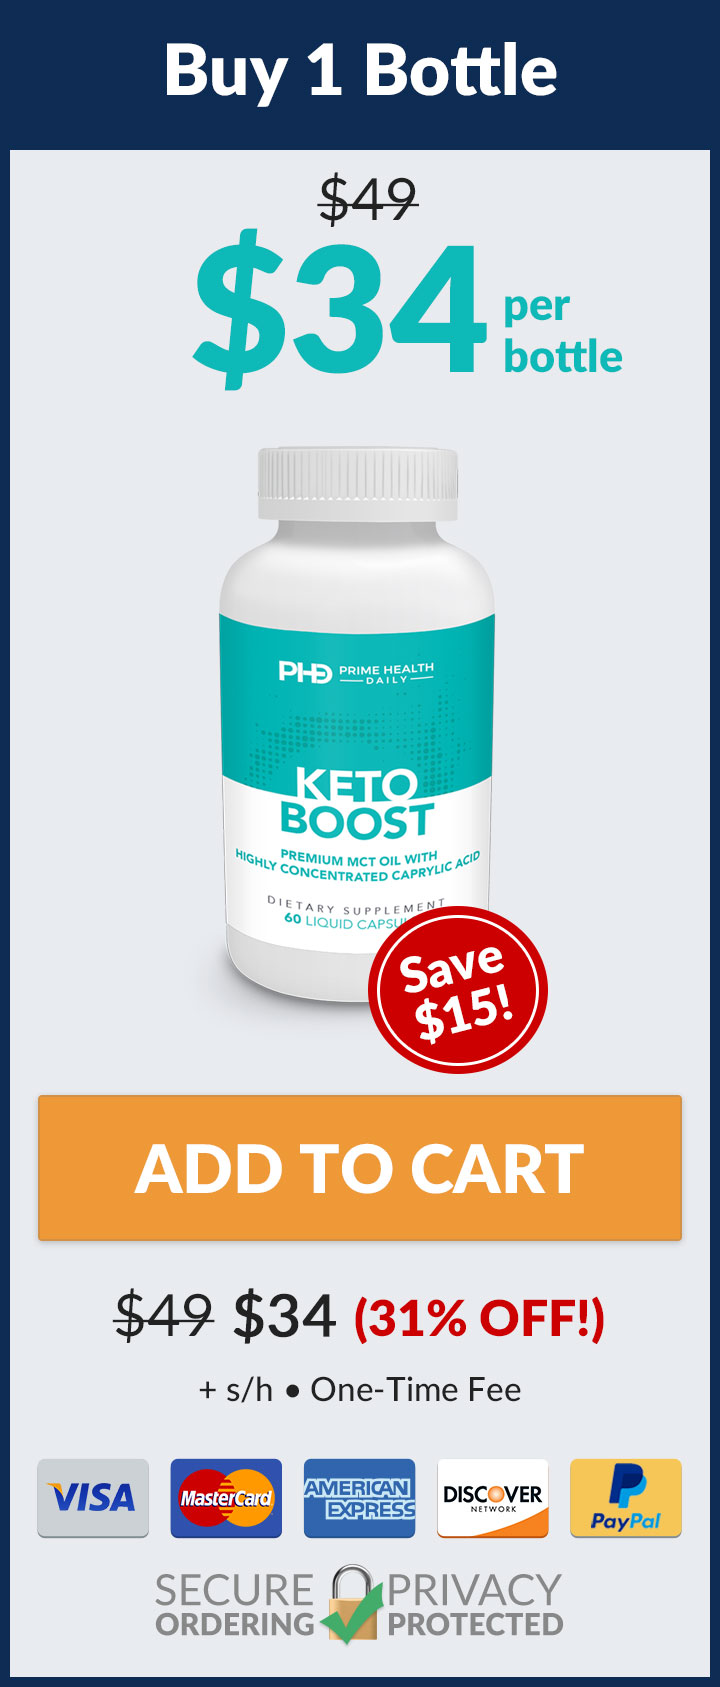 Buy 1 Bottle
$49
$34 per
bottle
PHD PRIME HEALTH
DAILY
KETO
BOOST
PREMIUM MCT OIL WITH
HIGHLY CONCENTRATED CAPRYLIC ACID
DIETARY SUPPLEMENT
60 LIQUID
Save
$15!
ADD TO CART
$49 $34 (31% OFF!)
+ s/h • One-Time Fee
VISA
MasterCard
AMERICAN
EXPRESS
DISCOVER
NETWORK
PayPal
SECURE PRIVACY
ORDERING PROTECTED